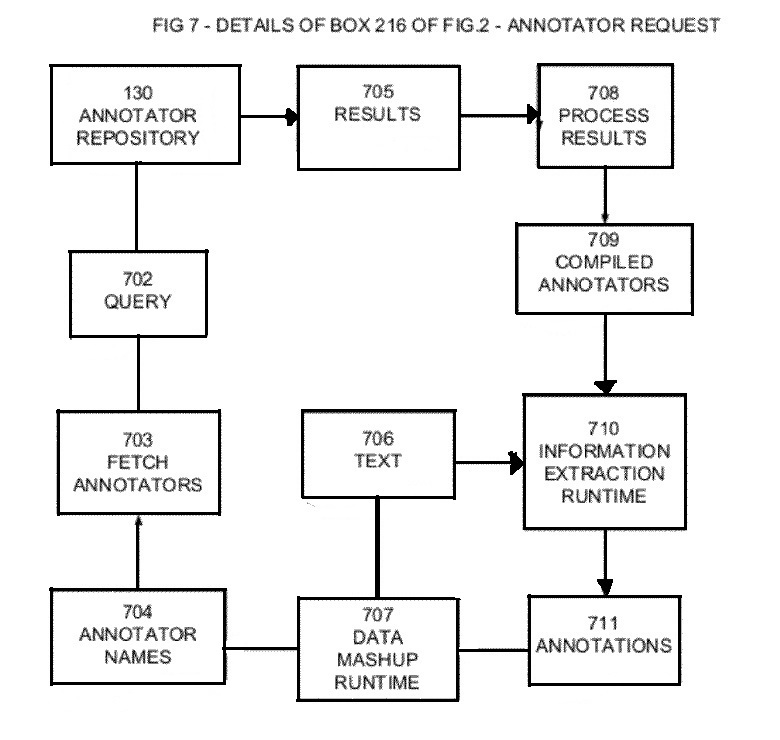 FIG 7 - DETAILS OF BOX 216 OF FIG.2 - ANNOTATOR REQUEST
130
ANNOTATOR
REPOSITORY
705
RESULTS
708
PROCESS
RESULTS
702
QUERY
709
COMPILED
ANNOTATORS
703
FETCH
ANNOTATORS
706
TEXT
710
INFORMATION
EXTRACTION
RUNTIME
704
ANNOTATOR
NAMES
707
DATA
MASHUP
RUNTIME
711
ANNOTATIONS